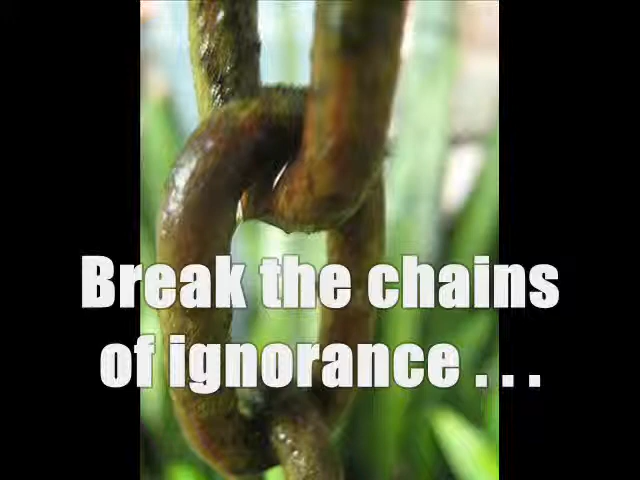 Break the chains
of ignorance . . .